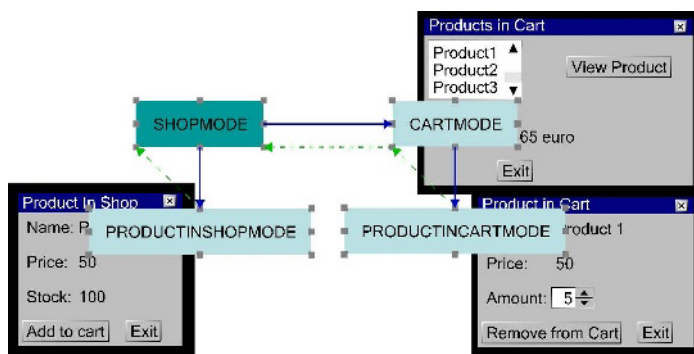 Products in Cart
Product1
Product2
Product3
View Product
SHOPMODE
CARTMODE
65 euro
Exit
Product In Shop
Product in Cart
Name:
PRODUCTINSHOPMODE
PRODUCTINCARTMODE
roduct 1
Price: 50
Price: 50
Stock: 100
Amount: 5
Add to cart
Exit
Remove from Cart
Exit